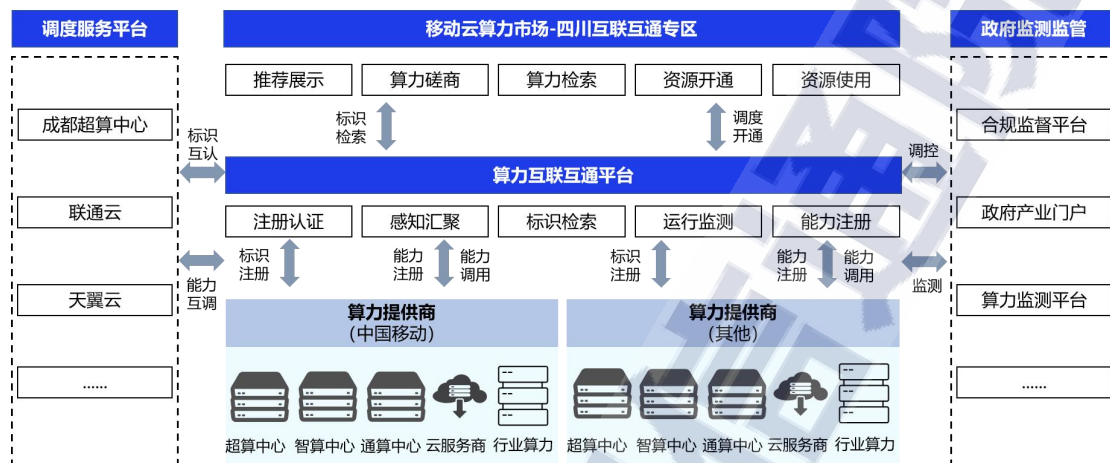 调度服务平台
移动云算力市场-四川互联互通专区
政府监测监管
推荐展示
算力磋商
算力检索
资源开通
资源使用
成都超算中心
联通云
天翼云
......
标识
互认
能力
互调
标识
检索
调度
开通
算力互联互通平台
注册认证
感知汇聚
标识检索
运行监测
能力注册
标识
注册
能力
注册
能力
调用
标识
注册
能力
注册
能力
调用
调控
监测
合规监督平台
政府产业门户
算力监测平台
......
算力提供商
（中国移动）
超算中心
智算中心
通算中心
云服务商
行业算力
算力提供商
（其他）
超算中心
智算中心
通算中心
云服务商
行业算力